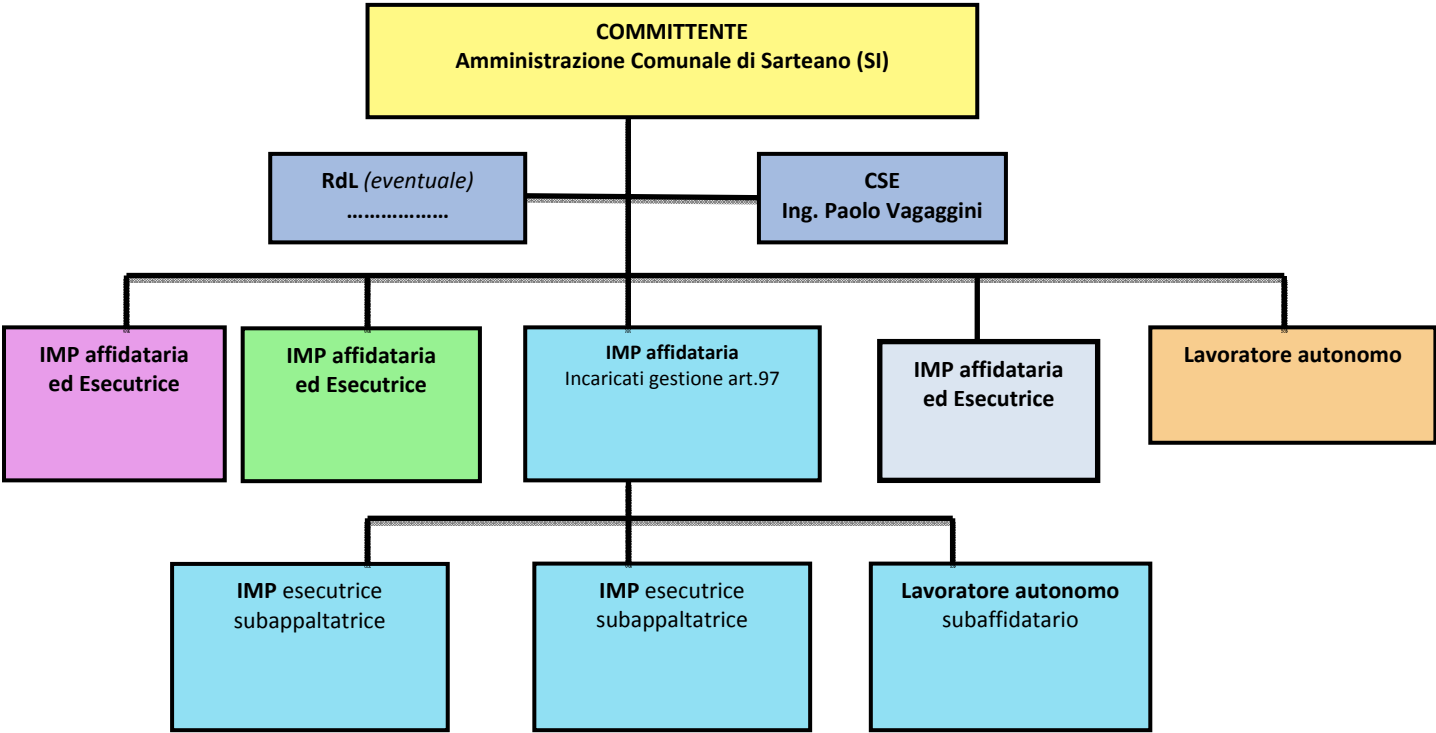 COMMITTENTE
Amministrazione Comunale di Sarteano (SI)
RdL (eventuale)
………………
CSE
Ing. Paolo Vagaggini
IMP affidataria
ed Esecutrice
IMP affidataria
ed Esecutrice
IMP affidataria
Incaricati gestione art.97
IMP affidataria
ed Esecutrice
Lavoratore autonomo
IMP esecutrice
subappaltatrice
IMP esecutrice
subappaltatrice
Lavoratore autonomo
subaffidatario